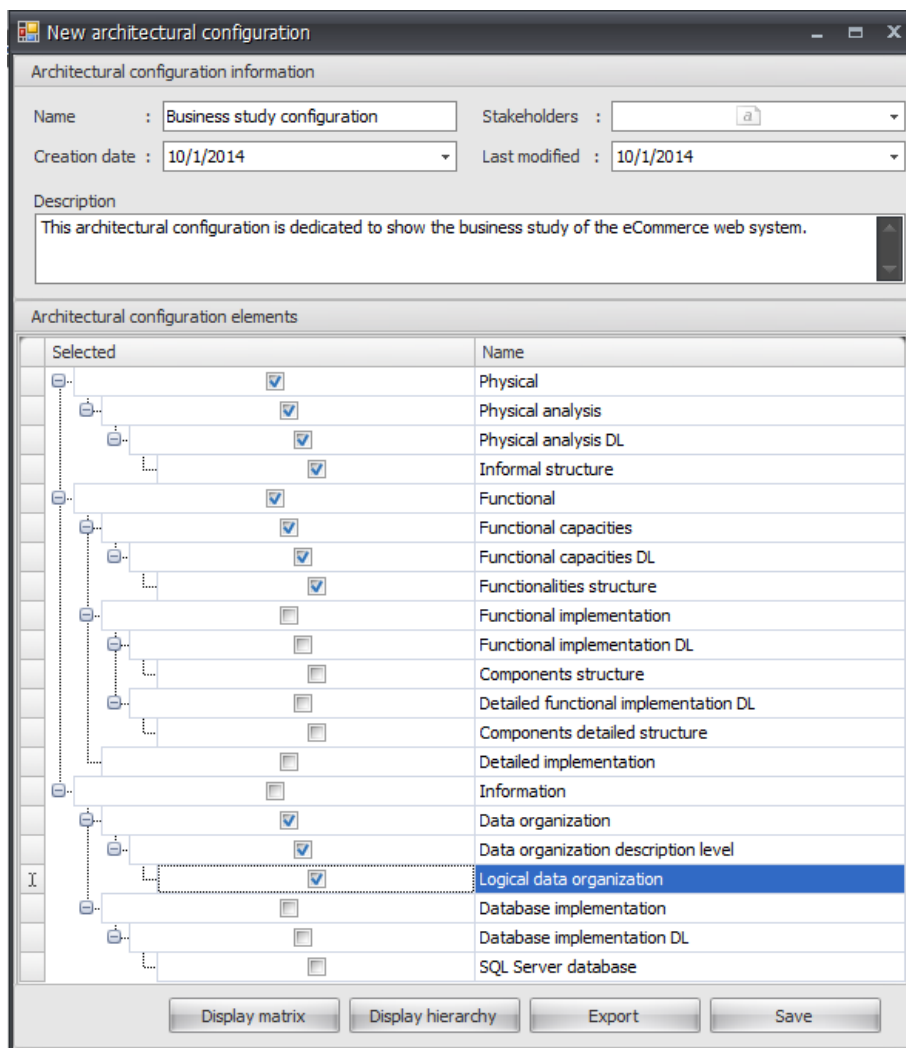 New architectural configuration
Architectural configuration information
Name : Business study configuration Stakeholders : a
Creation date : 10/1/2014 Last modified : 10/1/2014
Description
This architectural configuration is dedicated to show the business study of the eCommerce web system.
Architectural configuration elements
Selected Name
Physical
Physical analysis
Physical analysis DL
Informal structure
Functional
Functional capacities
Functional capacities DL
Functionalities structure
Functional implementation
Functional implementation DL
Components structure
Detailed functional implementation DL
Components detailed structure
Detailed implementation
Information
Data organization
Data organization description level
Logical data organization
Database implementation
Database implementation DL
SQL Server database
Display matrix Display hierarchy Export Save